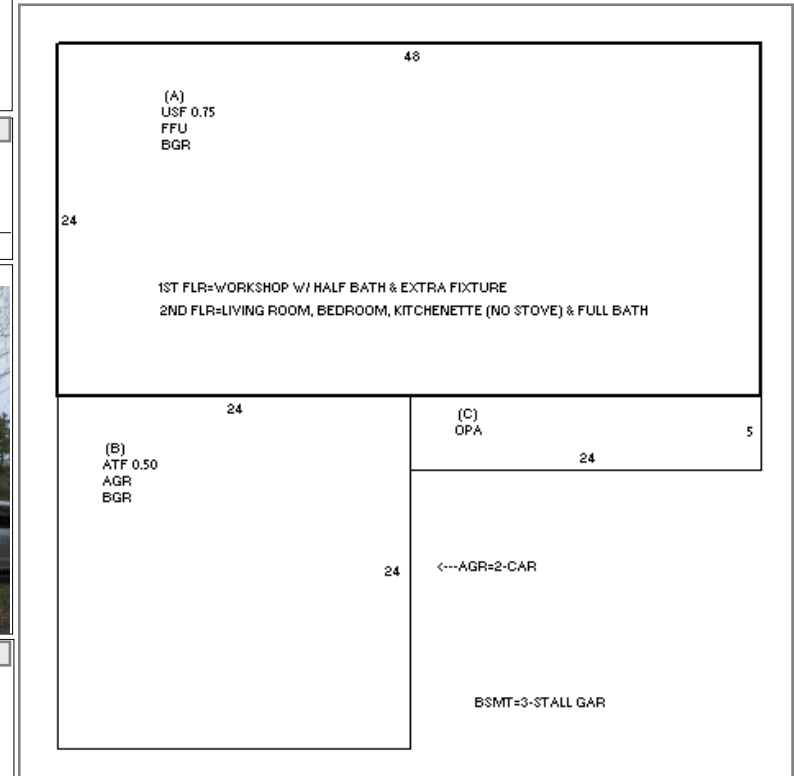 48
(A)
USF 0.75
FFU
BGR
24
1ST FLR=WORKSHOP W/ HALF BATH & EXTRA FIXTURE
2ND FLR=LIVING ROOM, BEDROOM, KITCHENETTE (NO STOVE) & FULL BATH
24
(B)
ATF 0.50
AGR
BGR
24
(C)
OPA
5
24
<---AGR=2-CAR
BSMT=3-STALL GAR